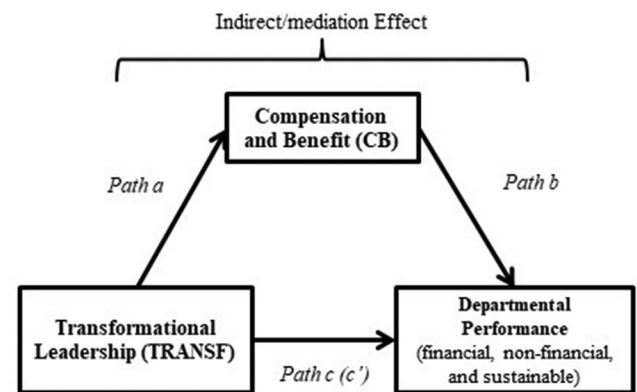 Indirect/mediation Effect
Compensation
and Benefit (CB)
Path a
Path b
Transformational
Leadership (TRANSF)
Path c (c’)
Departmental
Performance
(financial, non-financial,
and sustainable)